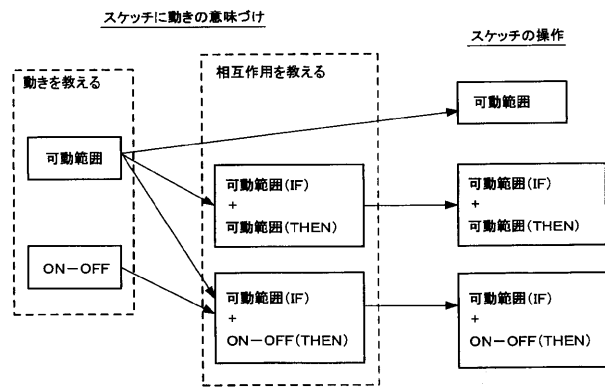 スケッチに動きの意味づけ
スケッチの操作
動きを教える
相互作用を教える
可動範囲
可動範囲
可動範囲(IF)
+
可動範囲(THEN)
可動範囲(IF)
+
可動範囲(THEN)
ON－OFF
可動範囲(IF)
+
ON－OFF(THEN)
可動範囲(IF)
+
ON－OFF(THEN)